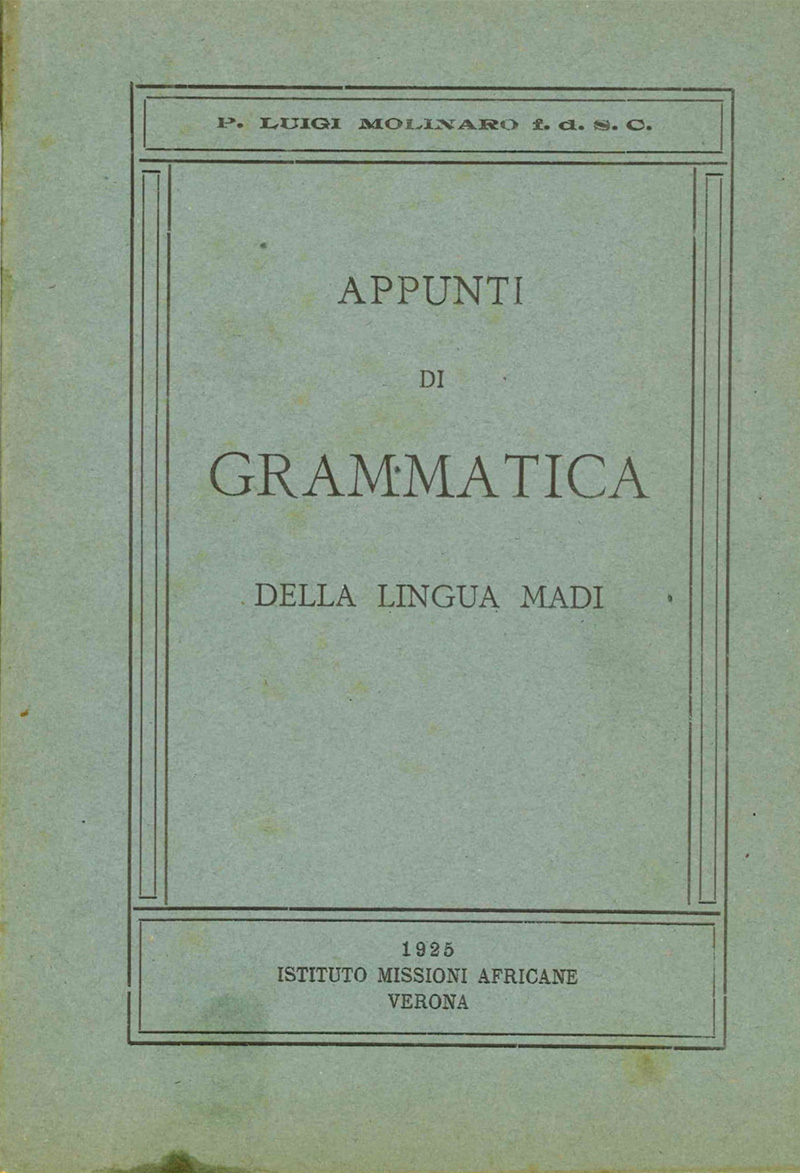 P. LUIGI MOLINARO f. d. S. C.
APPUNTI
DI
GRAMMATICA
DELLA LINGUA MADI
1925
ISTITUTO MISSIONI AFRICANE
VERONA